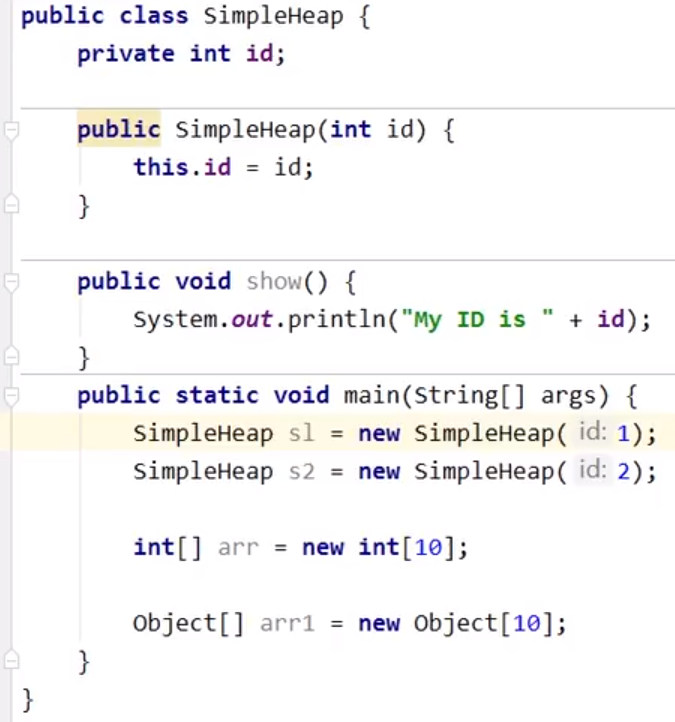 public class SimpleHeap {
    private int id;

    public SimpleHeap(int id) {
        this.id = id;
    }

    public void show() {
        System.out.println("My ID is " + id);
    }
    public static void main(String[] args) {
        SimpleHeap sl = new SimpleHeap( id: 1);
        SimpleHeap s2 = new SimpleHeap( id: 2);

        int[] arr = new int[10];

        Object[] arr1 = new Object[10];
    }
}